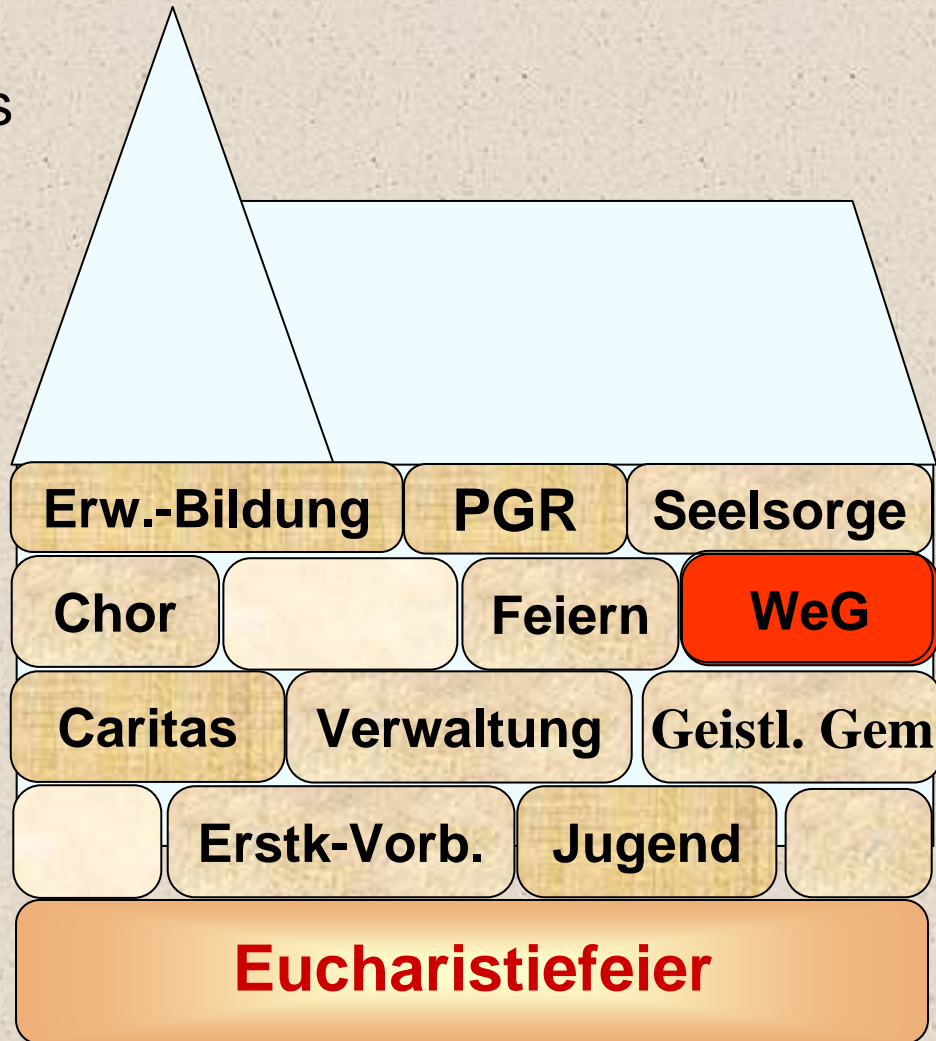 s
Erw.-Bildung PGR Seelsorge
Chor Feiern WeG
Caritas Verwaltung Geistl. Gem
Erstk-Vorb. Jugend
Eucharistiefeier